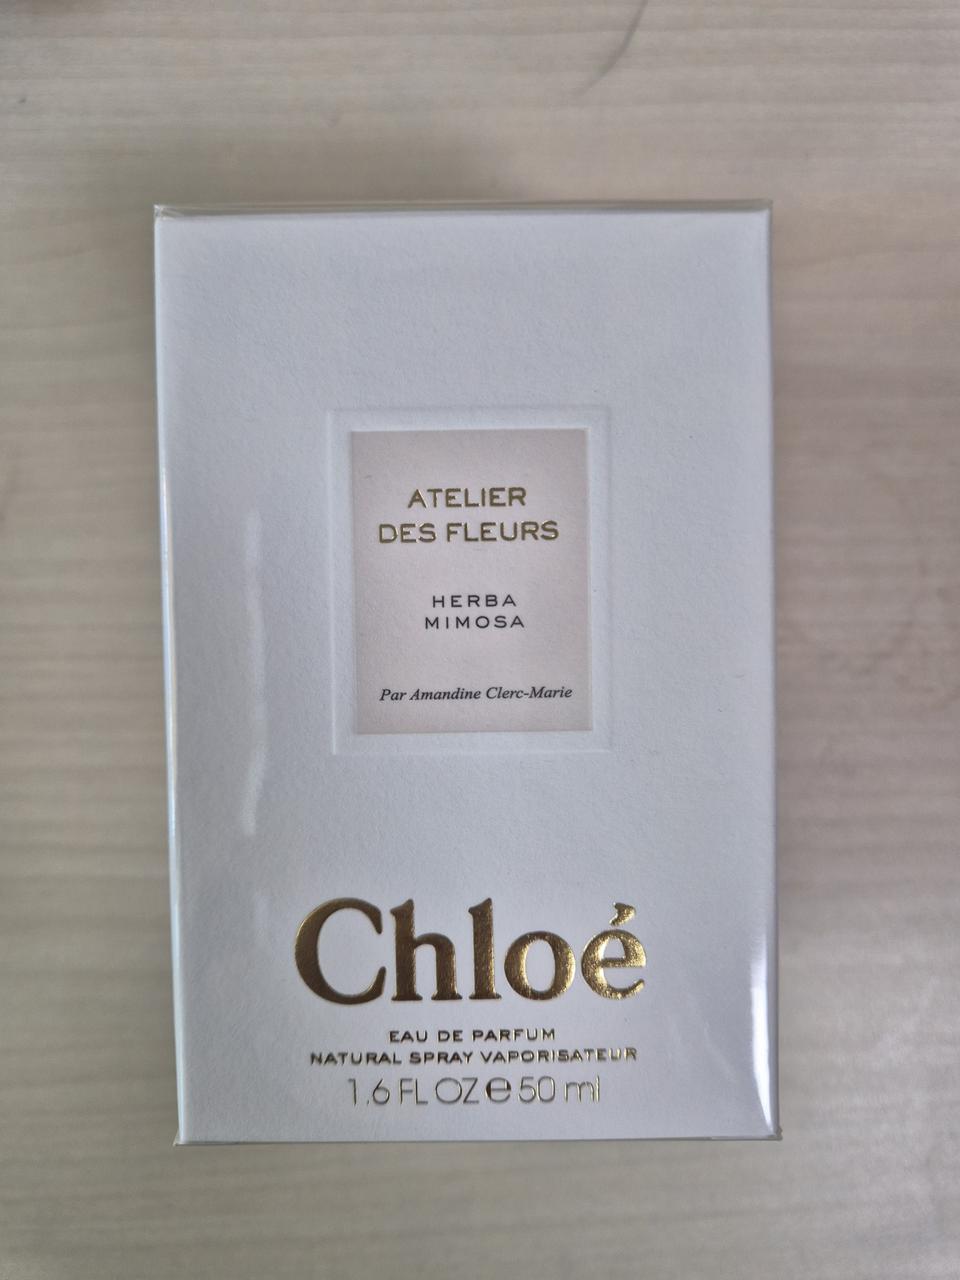 ATELIER
DES FLEURS
HERBA
MIMOSA
Par Amandine Clerc-Marie
Chloé
EAU DE PARFUM
NATURAL SPRAY VAPORISATEUR
1.6 FL OZ ℮ 50 ml